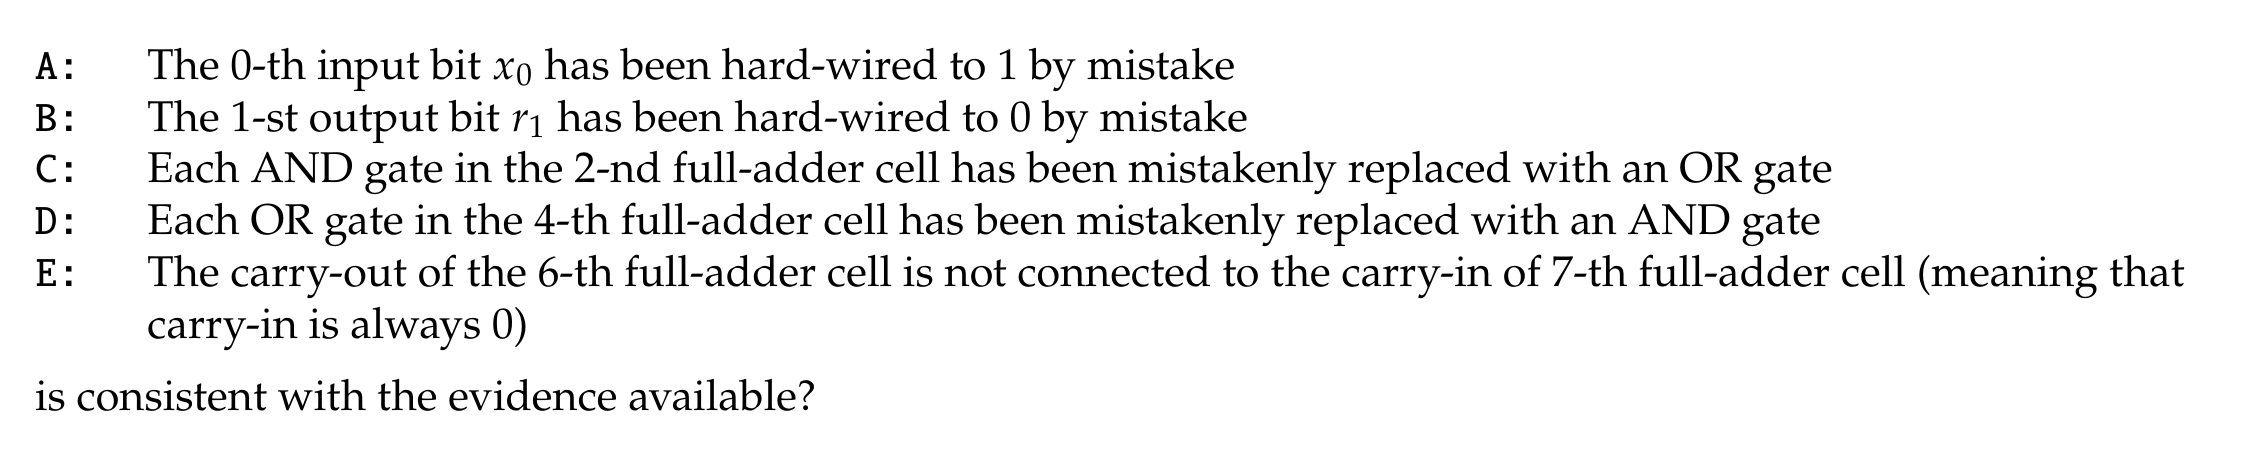 A: The 0-th input bit x₀ has been hard-wired to 1 by mistake
B: The 1-st output bit r₁ has been hard-wired to 0 by mistake
C: Each AND gate in the 2-nd full-adder cell has been mistakenly replaced with an OR gate
D: Each OR gate in the 4-th full-adder cell has been mistakenly replaced with an AND gate
E: The carry-out of the 6-th full-adder cell is not connected to the carry-in of 7-th full-adder cell (meaning that
carry-in is always 0)
is consistent with the evidence available?